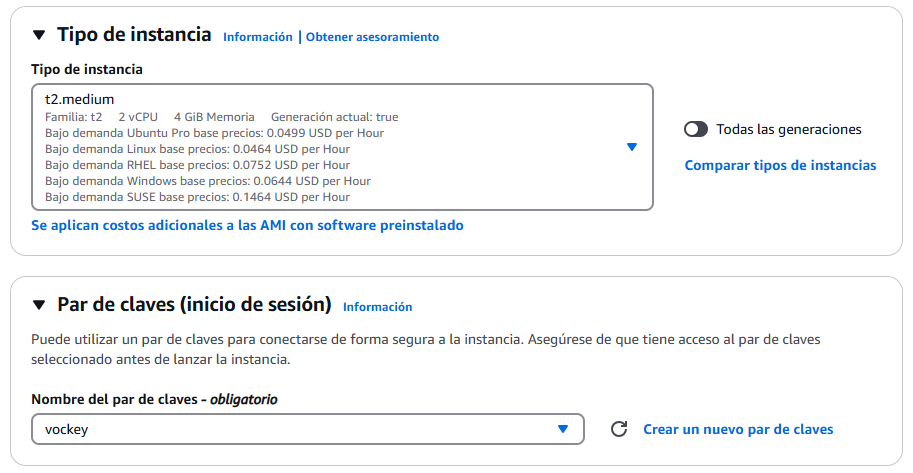 Tipo de instancia Información | Obtener asesoramiento
Tipo de instancia
t2.medium
Familia: t2 2 vCPU 4 GiB Memoria Generación actual: true
Bajo demanda Ubuntu Pro base precios: 0.0499 USD per Hour
Bajo demanda Linux base precios: 0.0464 USD per Hour
Bajo demanda RHEL base precios: 0.0752 USD per Hour
Bajo demanda Windows base precios: 0.0644 USD per Hour
Bajo demanda SUSE base precios: 0.1464 USD per Hour
Todas las generaciones
Comparar tipos de instancias
Se aplican costos adicionales a las AMI con software preinstalado
Par de claves (inicio de sesión) Información
Puede utilizar un par de claves para conectarse de forma segura a la instancia. Asegúrese de que tiene acceso al par de claves
seleccionado antes de lanzar la instancia.
Nombre del par de claves - obligatorio
vockey
Crear un nuevo par de claves